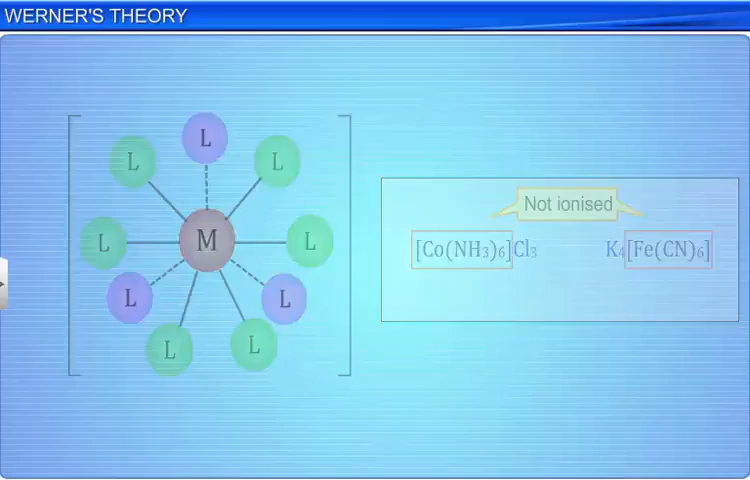 WERNER'S THEORY
L
L L
L M L
L L
L L
Not ionised
[Co(NH₃)₆]Cl₃ K₄[Fe(CN)₆]